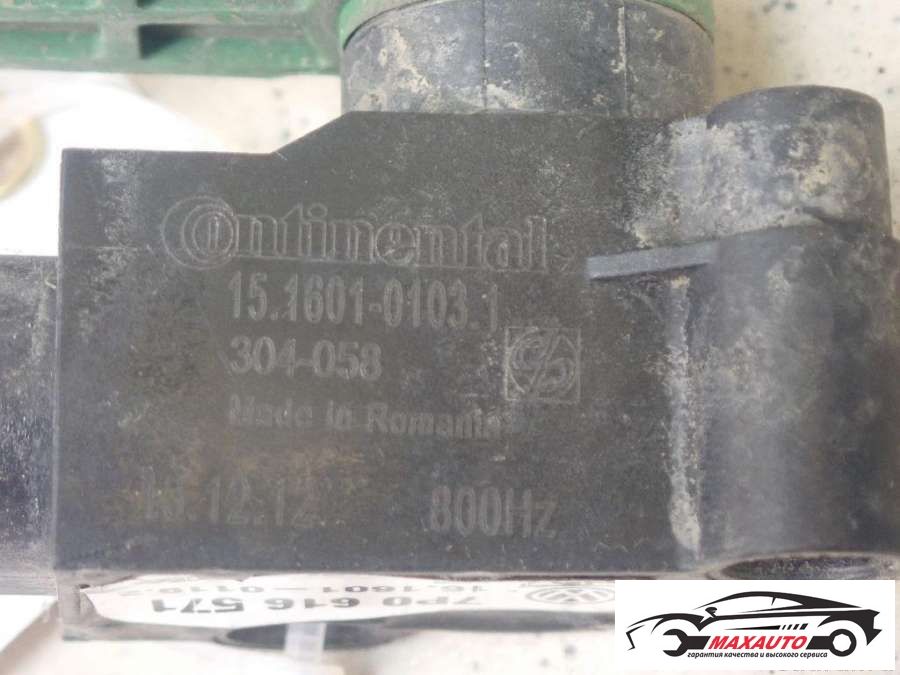 Continental
15.1601-0103.1
304-058
Made in Romania
.12.12
800Hz
7P0 616 571
MAXAUTO
гарантия качества и высокого сервиса